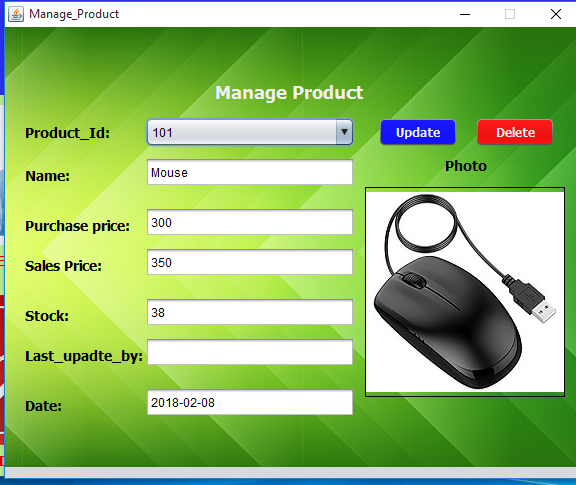 Manage_Product
Manage Product
Product_Id: 101 Update Delete
Photo
Name: Mouse
Purchase price: 300
Sales Price: 350
Stock: 38
Last_upadte_by:
Date: 2018-02-08